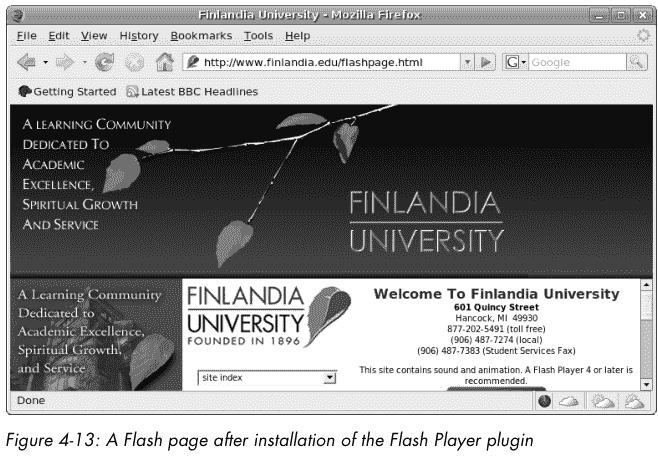 Finlandia University - Mozilla Firefox
File Edit View History Bookmarks Tools Help
http://www.finlandia.edu/flashpage.html
G Google
Getting Started Latest BBC Headlines
A LEARNING COMMUNITY
DEDICATED TO
ACADEMIC
EXCELLENCE,
SPIRITUAL GROWTH
AND SERVICE
FINLANDIA
UNIVERSITY
A Learning Community
Dedicated to
Academic Excellence,
Spiritual Growth,
and Service
FINLANDIA
UNIVERSITY
FOUNDED IN 1896
site index
Welcome To Finlandia University
601 Quincy Street
Hancock, MI 49930
877-202-5491 (toll free)
(906) 487-7274 (local)
(906) 487-7383 (Student Services Fax)
This site contains sound and animation. A Flash Player 4 or later is
recommended.
Done
Figure 4-13: A Flash page after installation of the Flash Player plugin